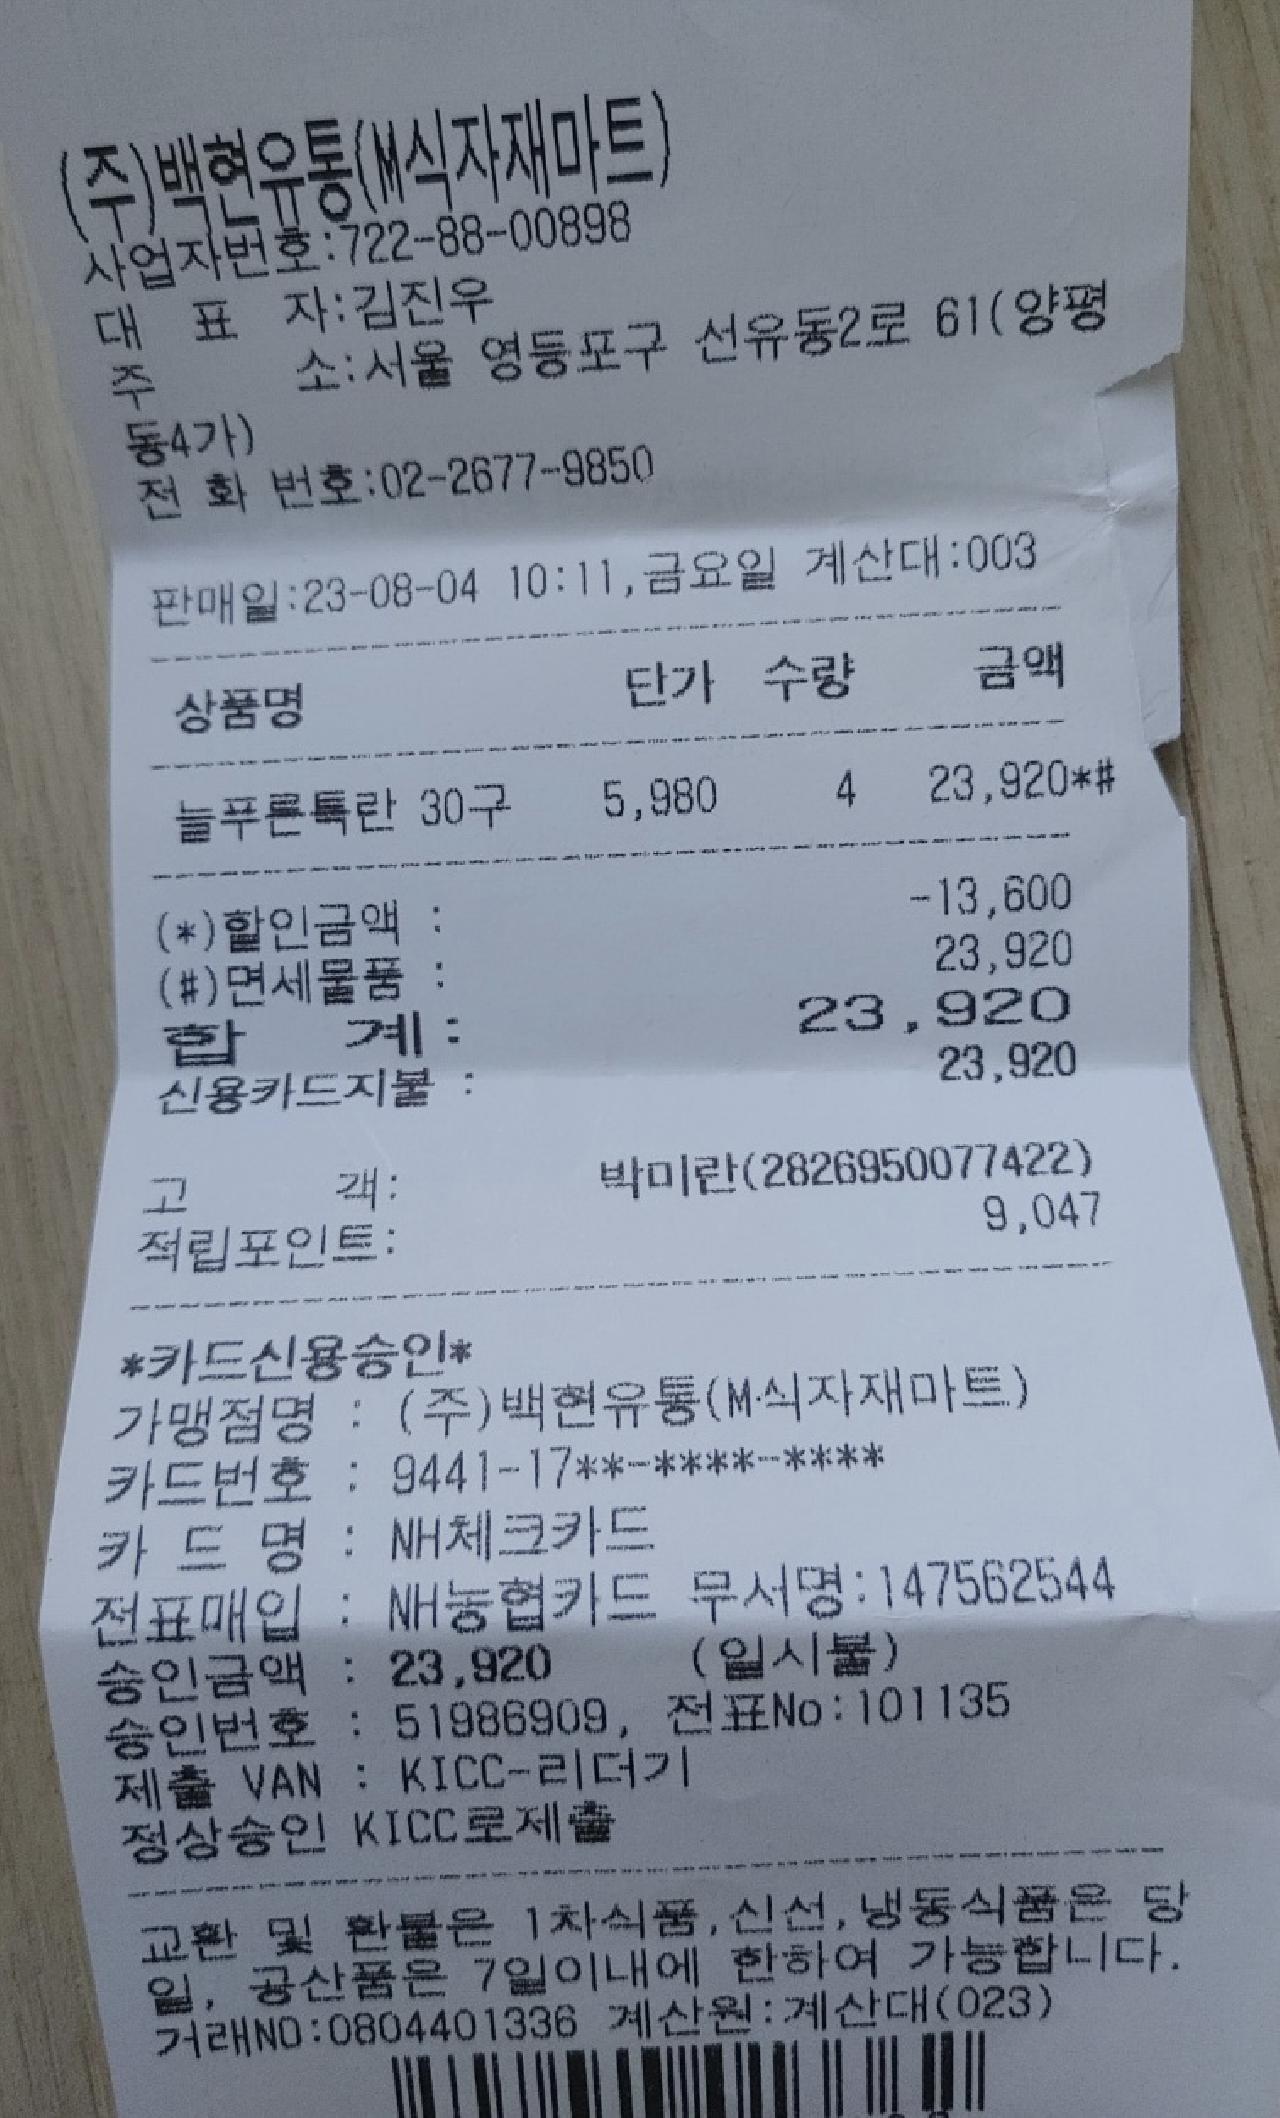 (주)백현유통(M식자재마트)
사업자번호:722-88-00898
대 표 자:김진우
주 소:서울 영등포구 선유동2로 61(양평
동4가)
전 화 번호:02-2677-9850
판매일:23-08-04 10:11,금요일 계산대:003
상품명 단가 수량 금액
늘푸른특란 30구 5,980 4 23,920*#
(*)할인금액 : -13,600
(#)면세물품 : 23,920
합 계: 23,920
신용카드지불 : 23,920
고 객: 박미란(2826950077422)
적립포인트: 9,047
*카드신용승인*
가맹점명 : (주)백현유통(M·식자재마트)
카드번호 : 9441-17**-****-****
카 드 명 : NH체크카드
전표매입 : NH농협카드 무서명:147562544
승인금액 : 23,920 (일시불)
승인번호 : 51986909, 전표No:101135
제출 VAN : KICC-리더기
정상승인 KICC로제출
교환 및 환불은 1차식품,신선,냉동식품은 당
일, 공산품은 7일이내에 한하여 가능합니다.
거래NO:0804401336 계산원:계산대(023)